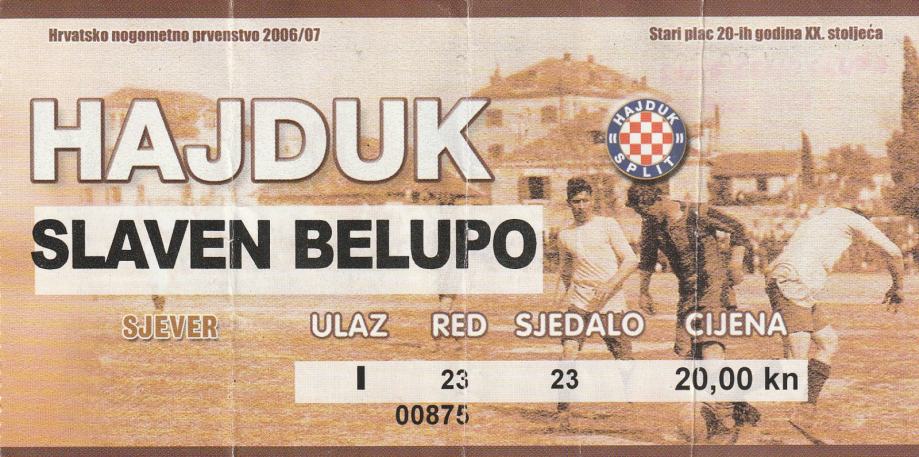 Hrvatsko nogometno prvenstvo 2006/07
Stari plac 20-ih godina XX. stoljeća
HAJDUK
HAJDUK
SPLIT
SLAVEN BELUPO
SJEVER
ULAZ RED SJEDALO CIJENA
I 23 23 20,00 kn
00875